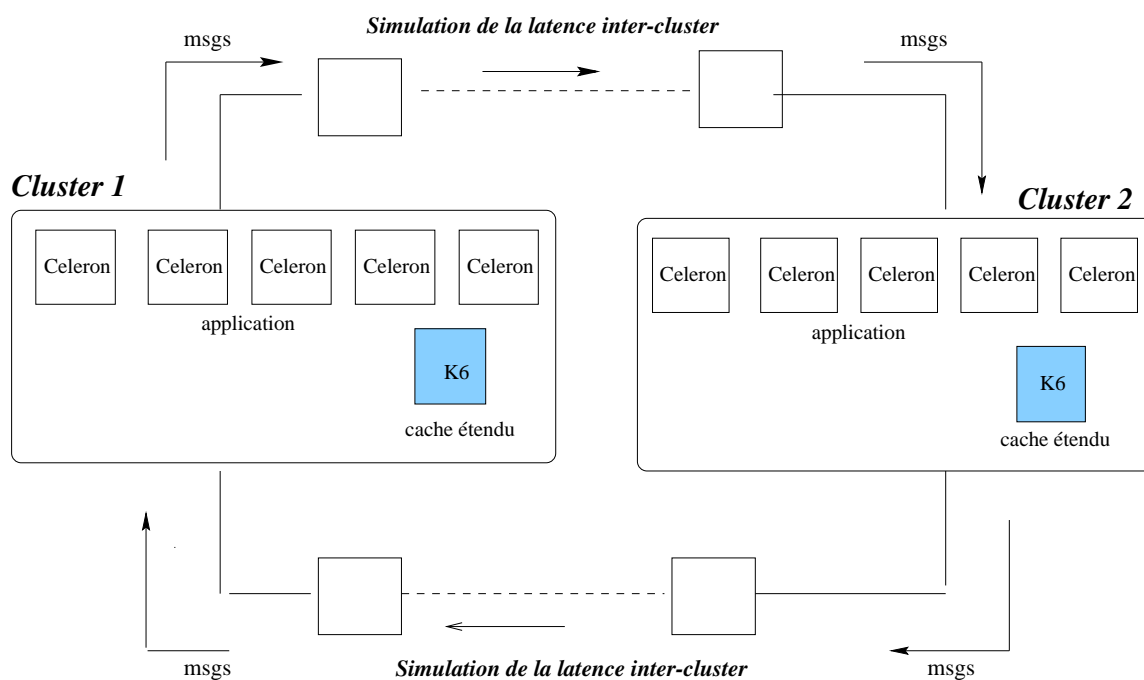 Simulation de la latence inter-cluster
msgs
msgs
Cluster 1
Cluster 2
Celeron
Celeron
Celeron
Celeron
Celeron
application
K6
cache étendu
Celeron
Celeron
Celeron
Celeron
Celeron
application
K6
cache étendu
msgs
Simulation de la latence inter-cluster
msgs